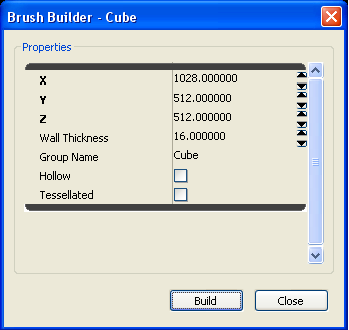 Brush Builder - Cube
Properties
X 1028.000000
Y 512.000000
Z 512.000000
Wall Thickness 16.000000
Group Name Cube
Hollow
Tessellated
Build Close